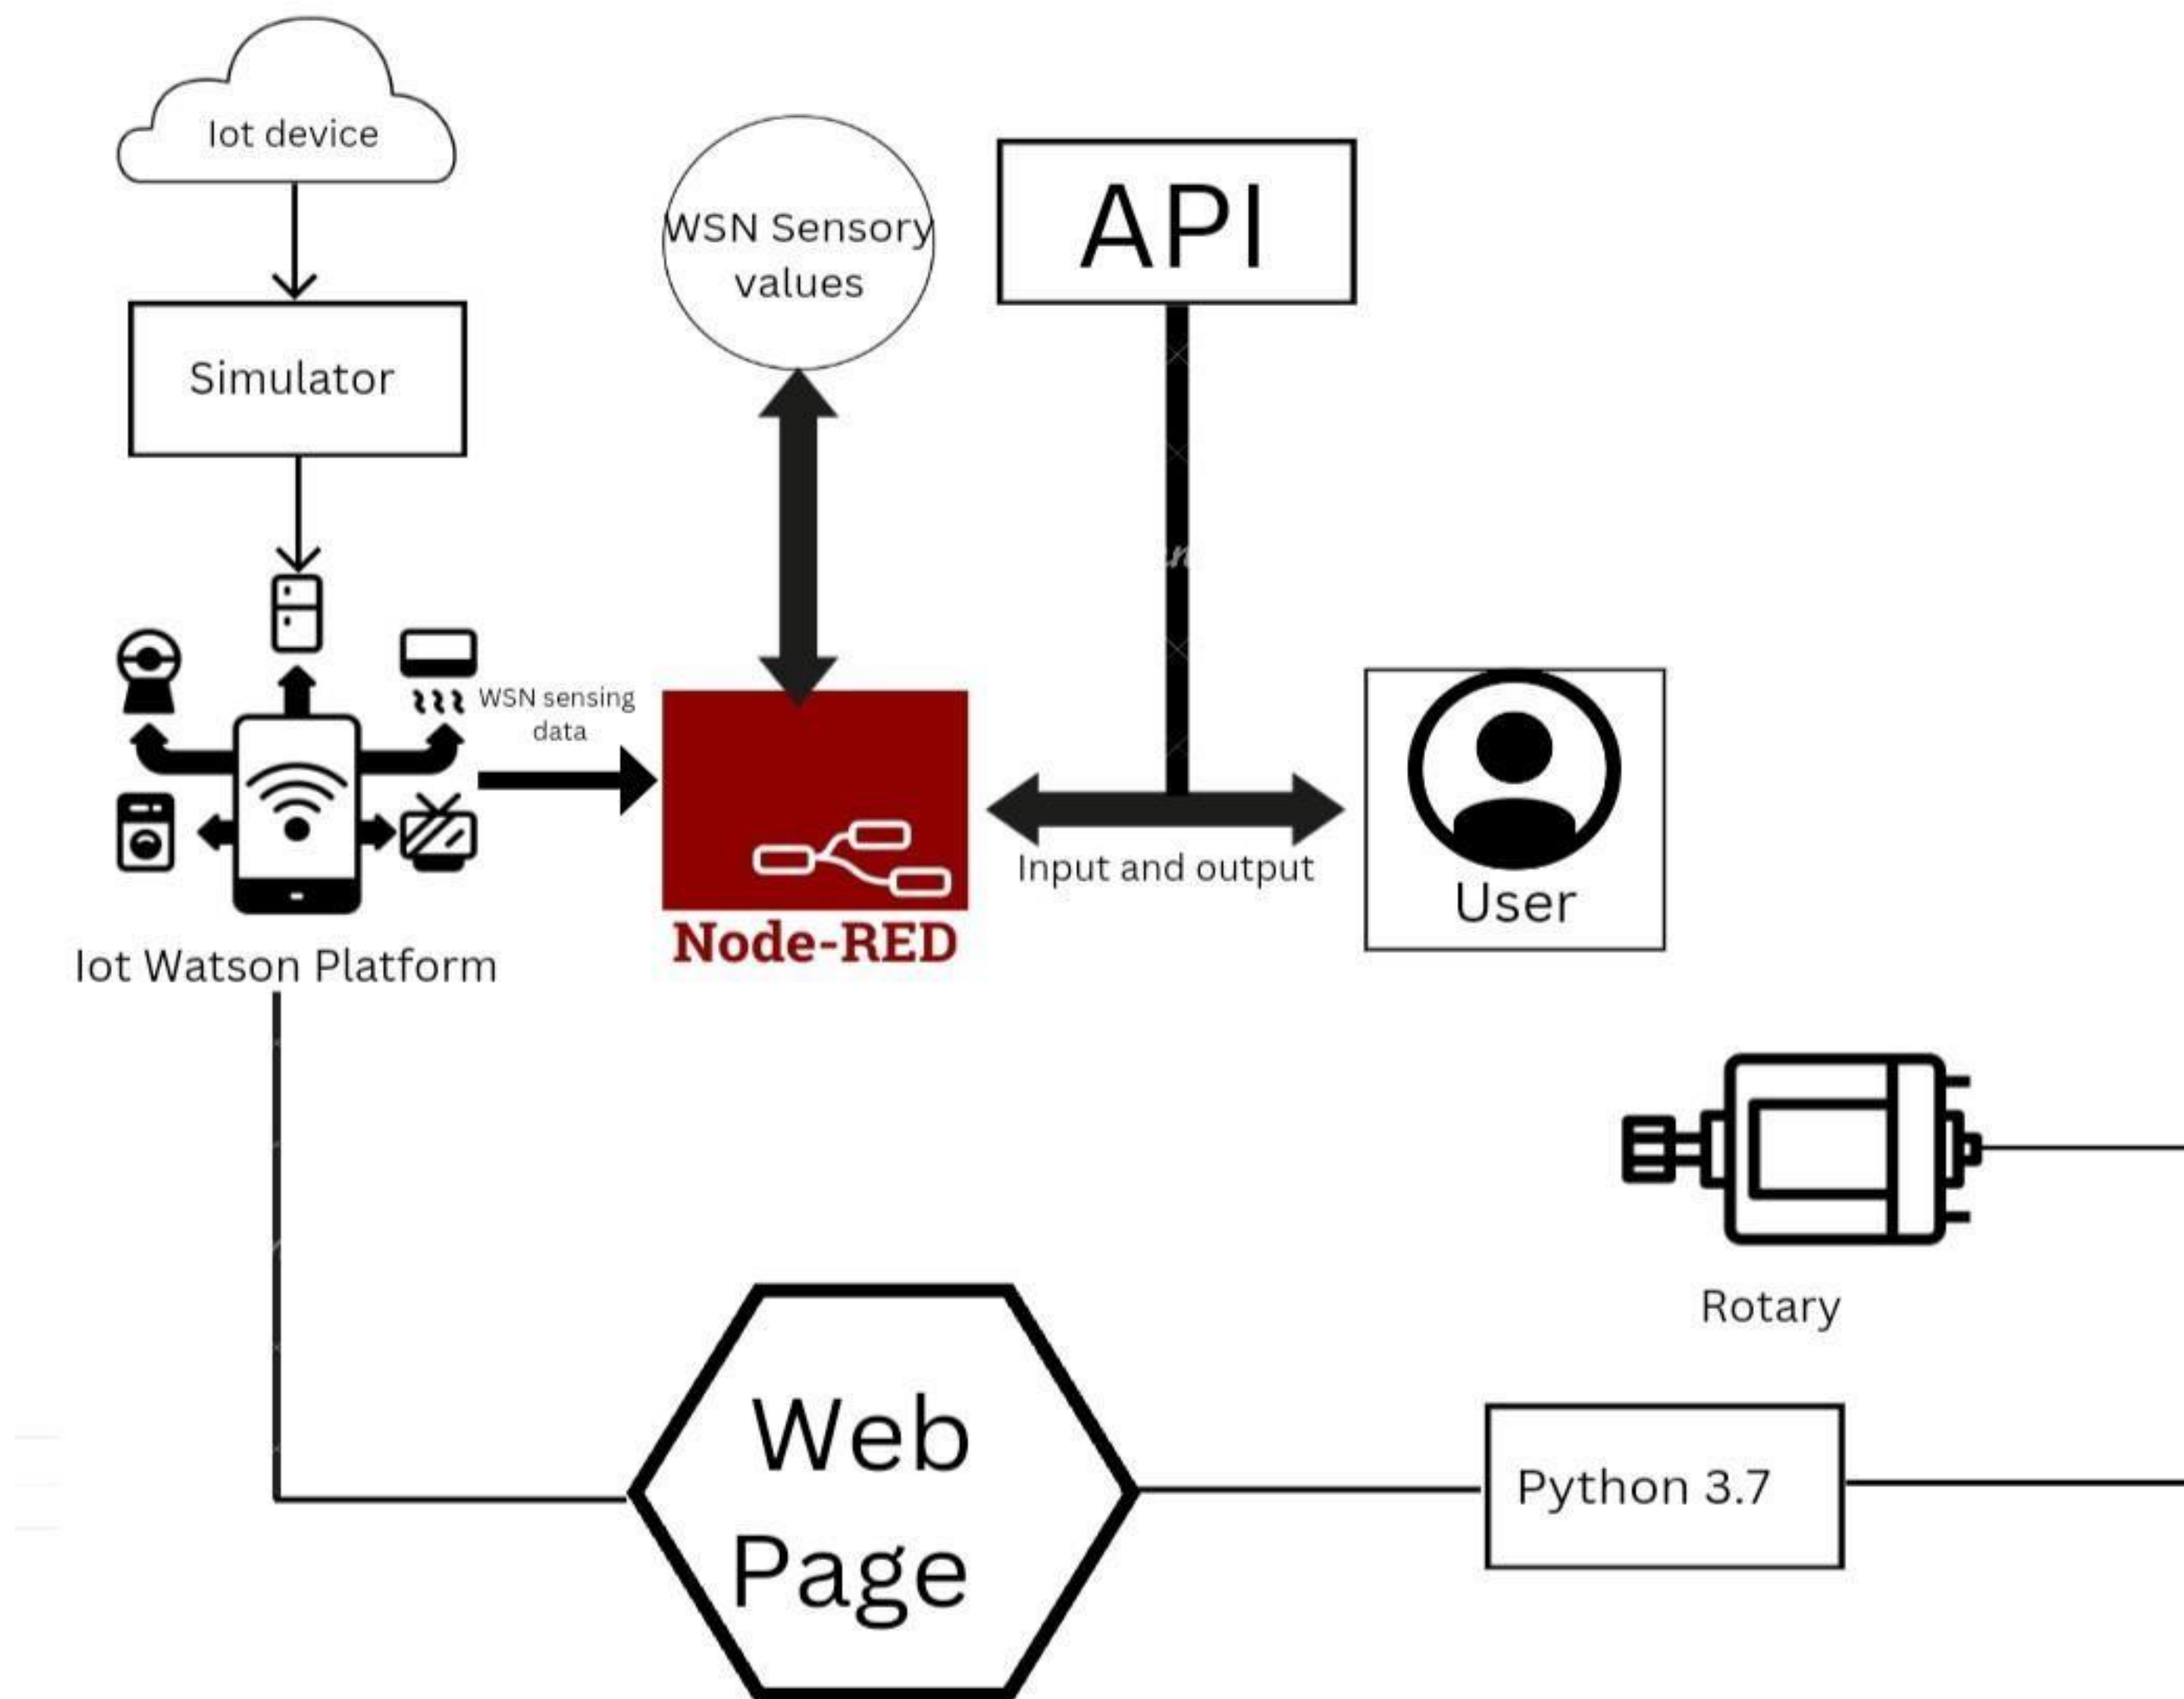 Iot device
WSN Sensory
values
API
Simulator
WSN sensing
data
Input and output
User
Node-RED
Iot Watson Platform
Rotary
Web
Page
Python 3.7